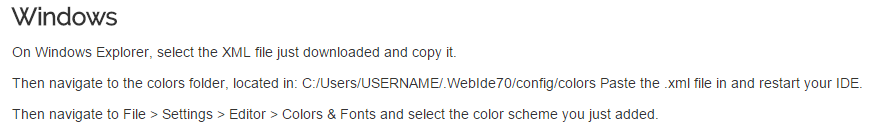 Windows
On Windows Explorer, select the XML file just downloaded and copy it.
Then navigate to the colors folder, located in: C:/Users/USERNAME/.WebIde70/config/colors Paste the .xml file in and restart your IDE.
Then navigate to File > Settings > Editor > Colors & Fonts and select the color scheme you just added.